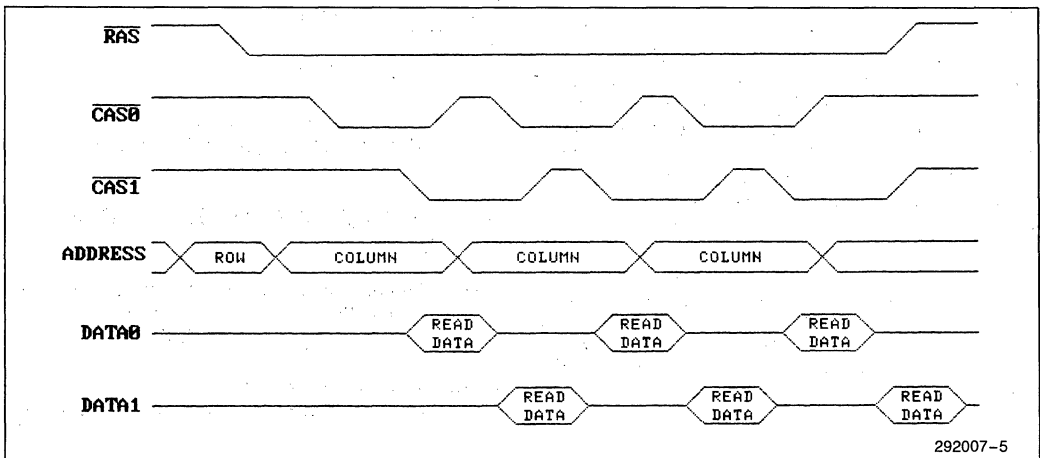 RAS
CAS0
CAS1
ADDRESS ROW COLUMN COLUMN COLUMN
DATA0 READ DATA READ DATA READ DATA
DATA1 READ DATA READ DATA READ DATA
292007-5